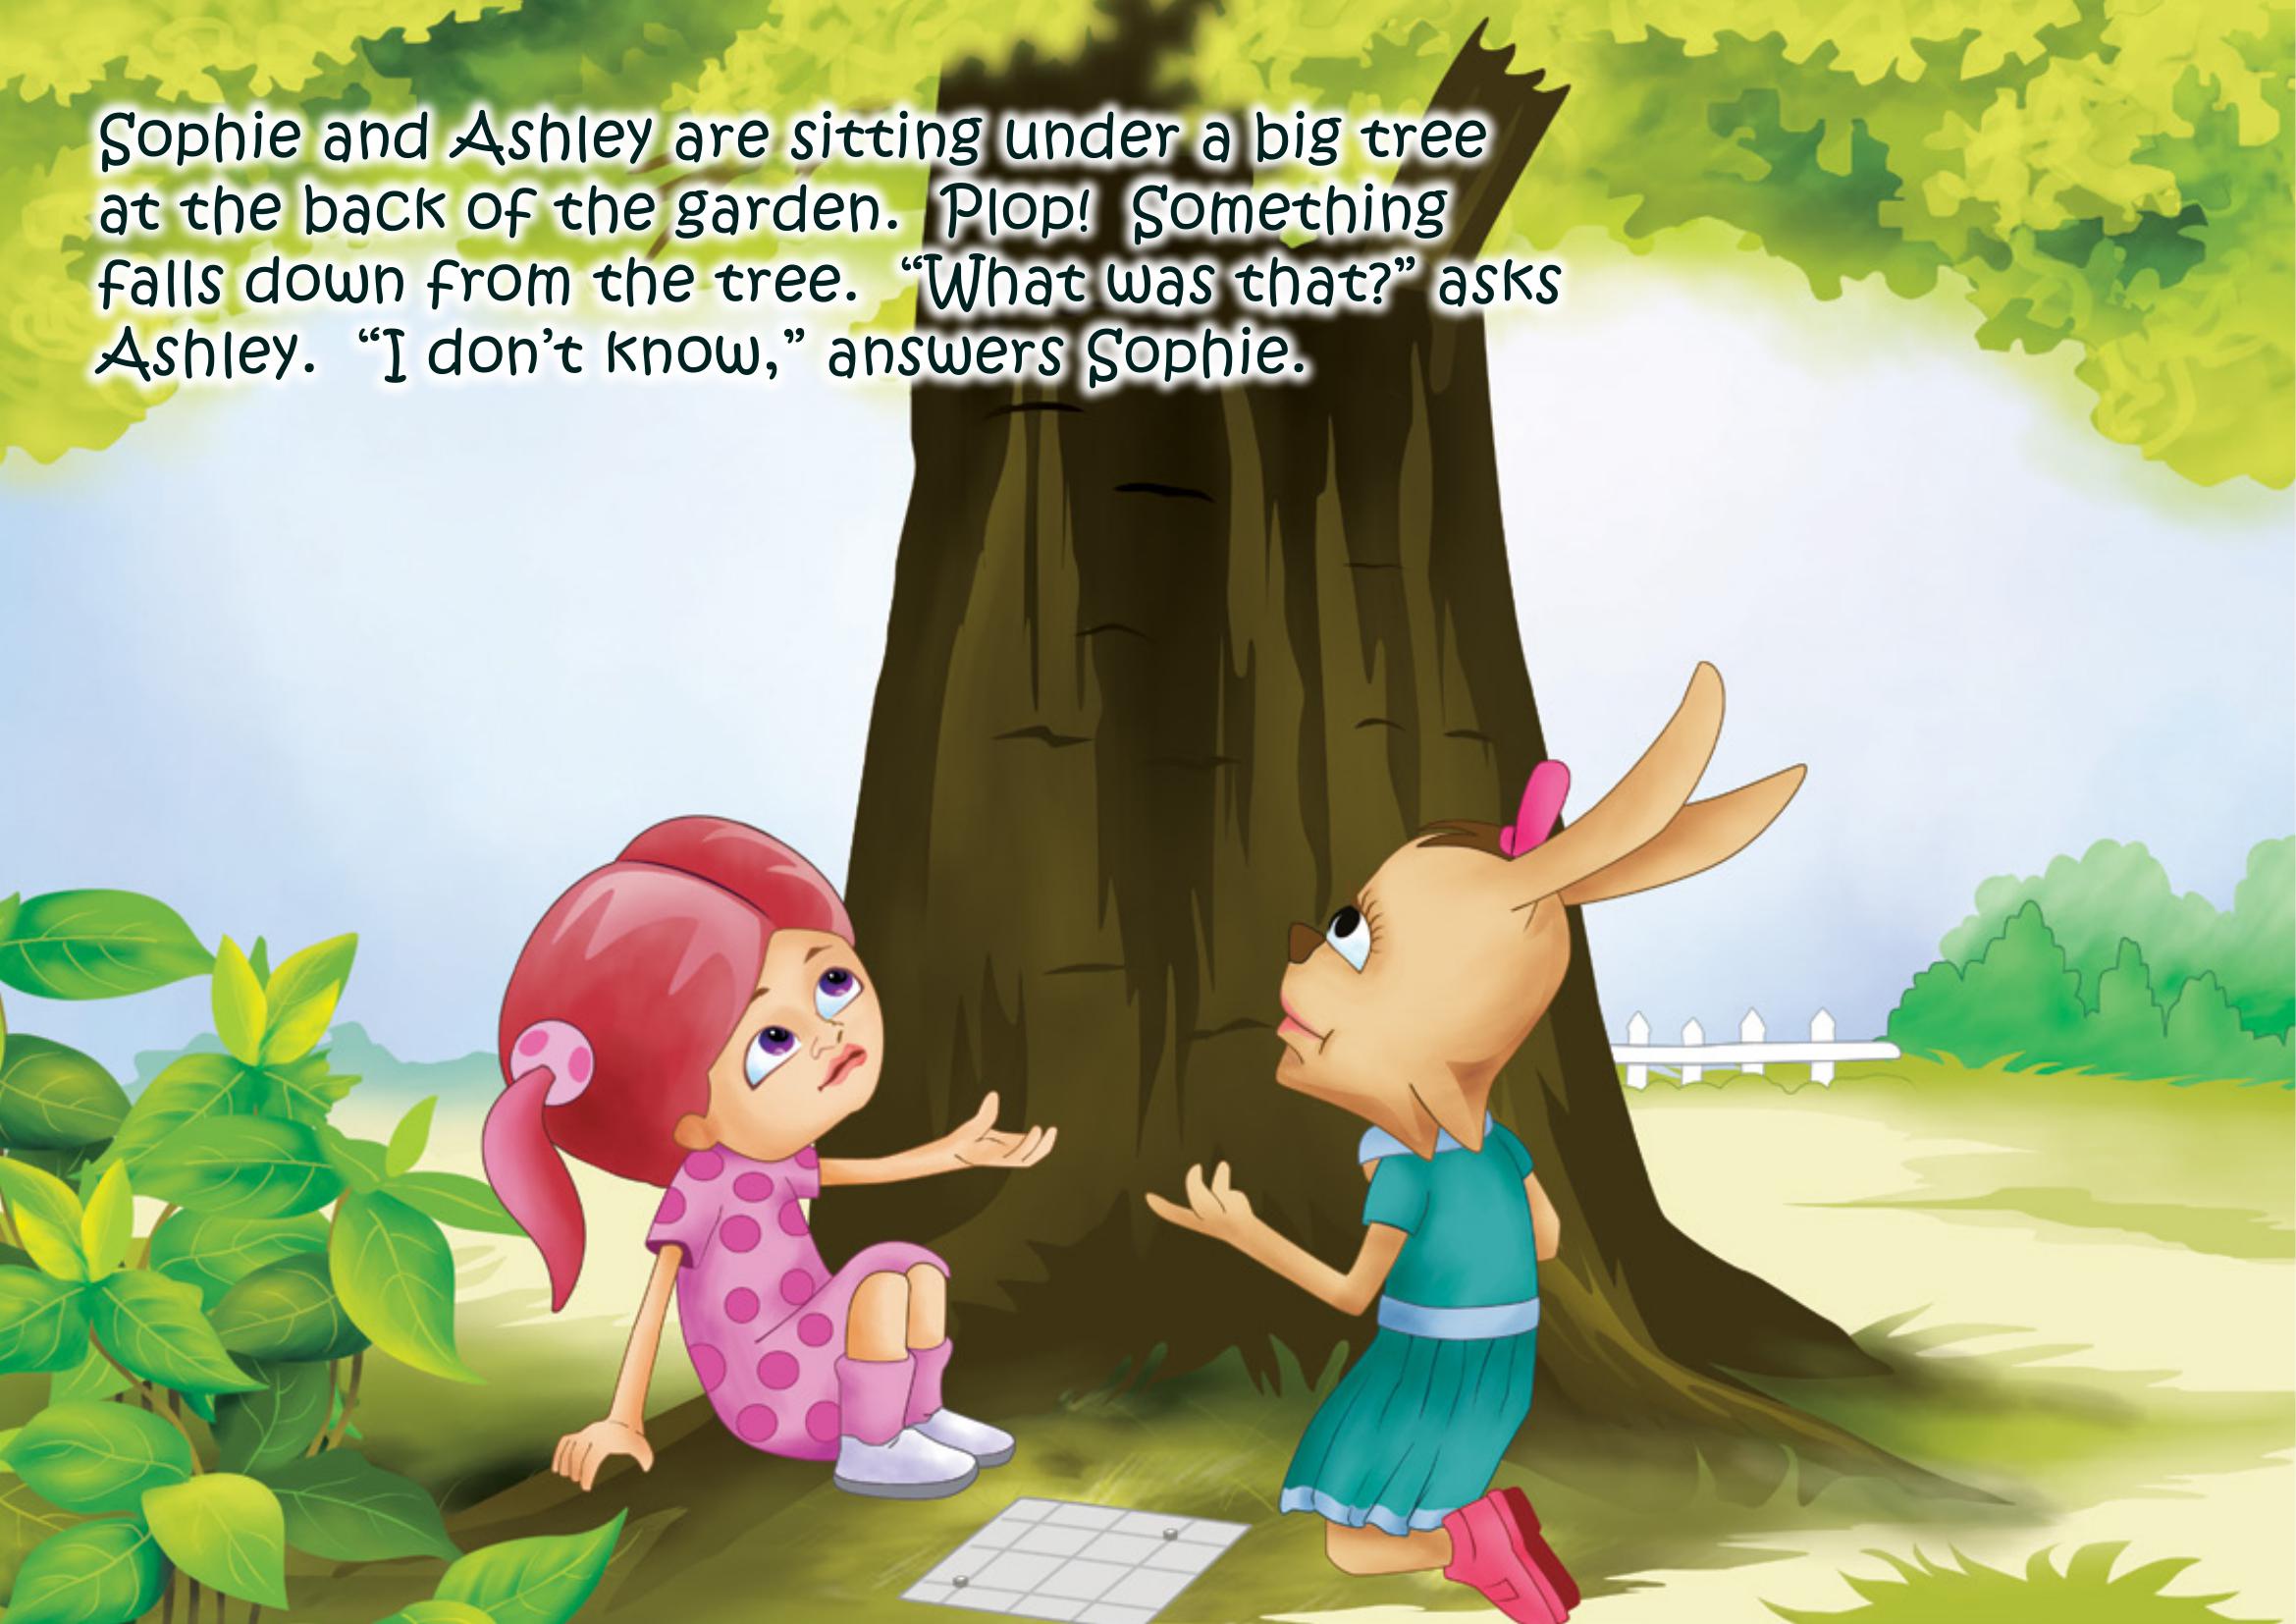 Sophie and Ashley are sitting under a big tree
at the back of the garden.  Plop!  Something
falls down from the tree.  “What was that?” asks
Ashley.  “I don’t know,” answers Sophie.